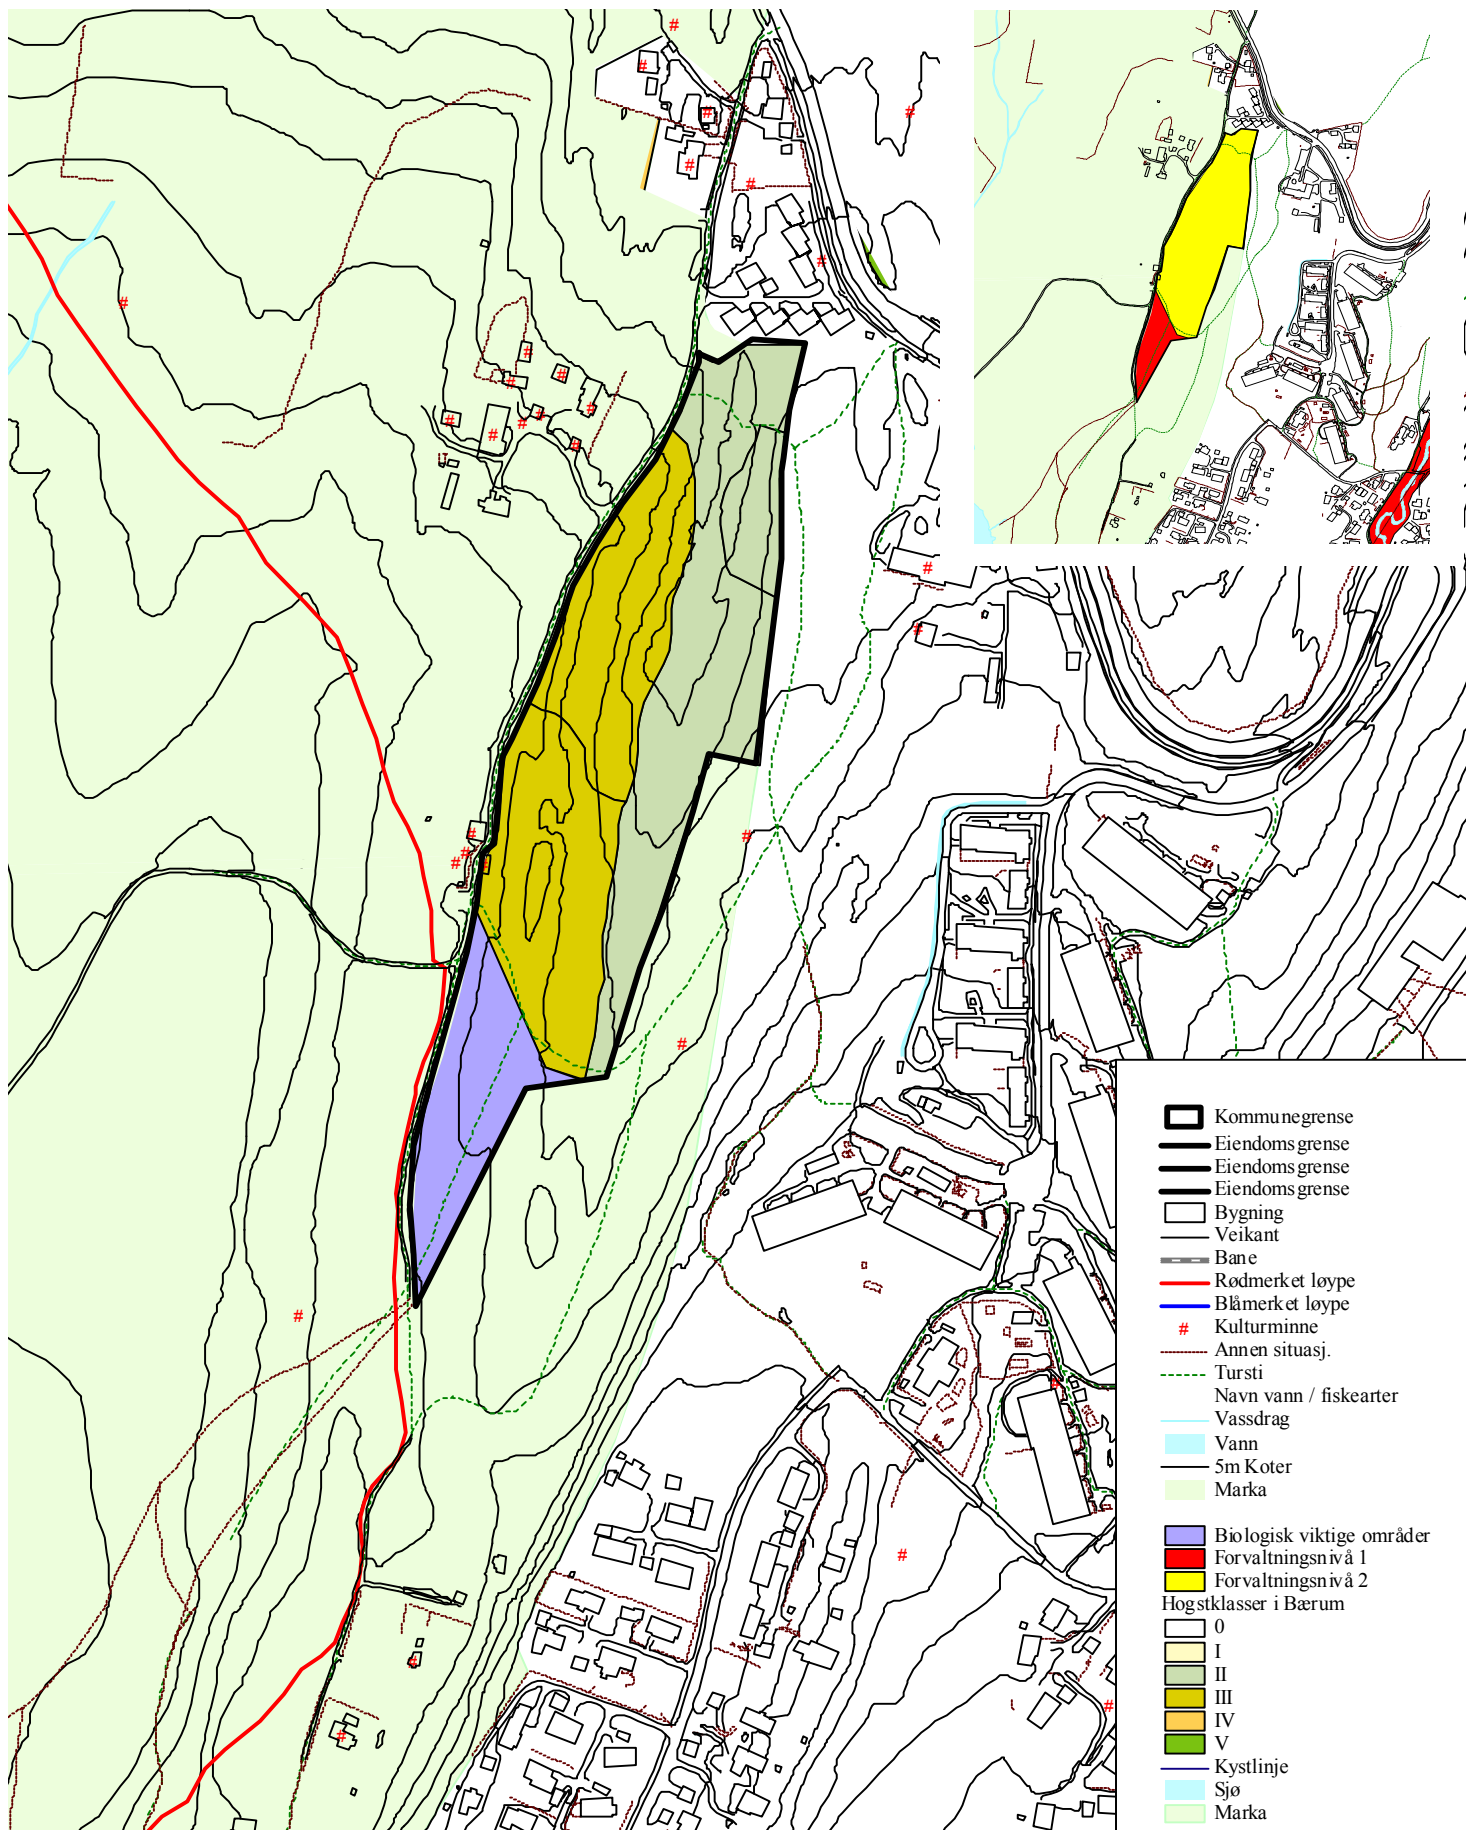 Kommunegrense
Eiendomsgrense
Eiendomsgrense
Eiendomsgrense
Bygning
Veikant
Bane
Rødmerket løype
Blåmerket løype
# Kulturminne
Annen situasj.
Tursti
Navn vann / fiskearter
Vassdrag
Vann
5m Koter
Marka
Biologisk viktige områder
Forvaltningsnivå 1
Forvaltningsnivå 2
Hogstklasser i Bærum
0
I
II
III
IV
V
Kystlinje
Sjø
Marka